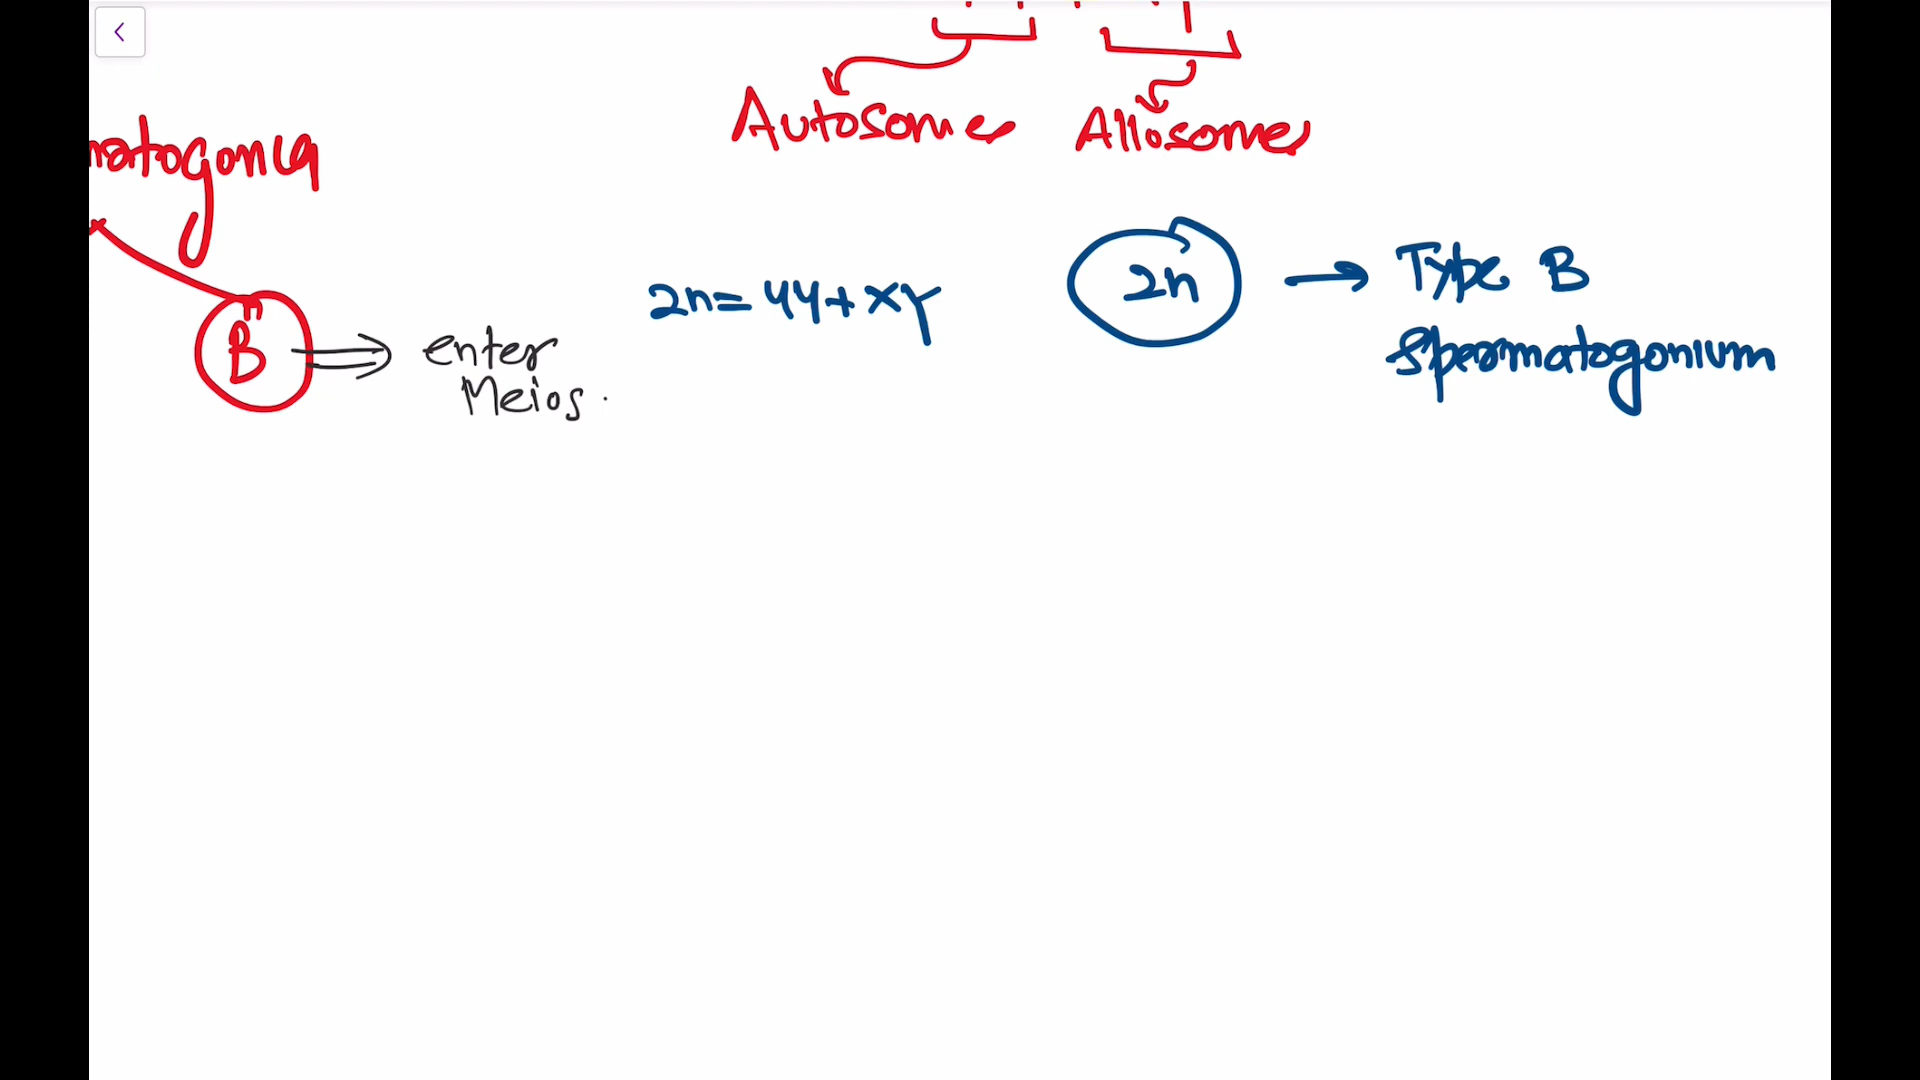 Autosomes Allosomes
matogonia
2n = 44 + XY
2n → Type B
Spermatogonium
B ⇒ enter
Meios.